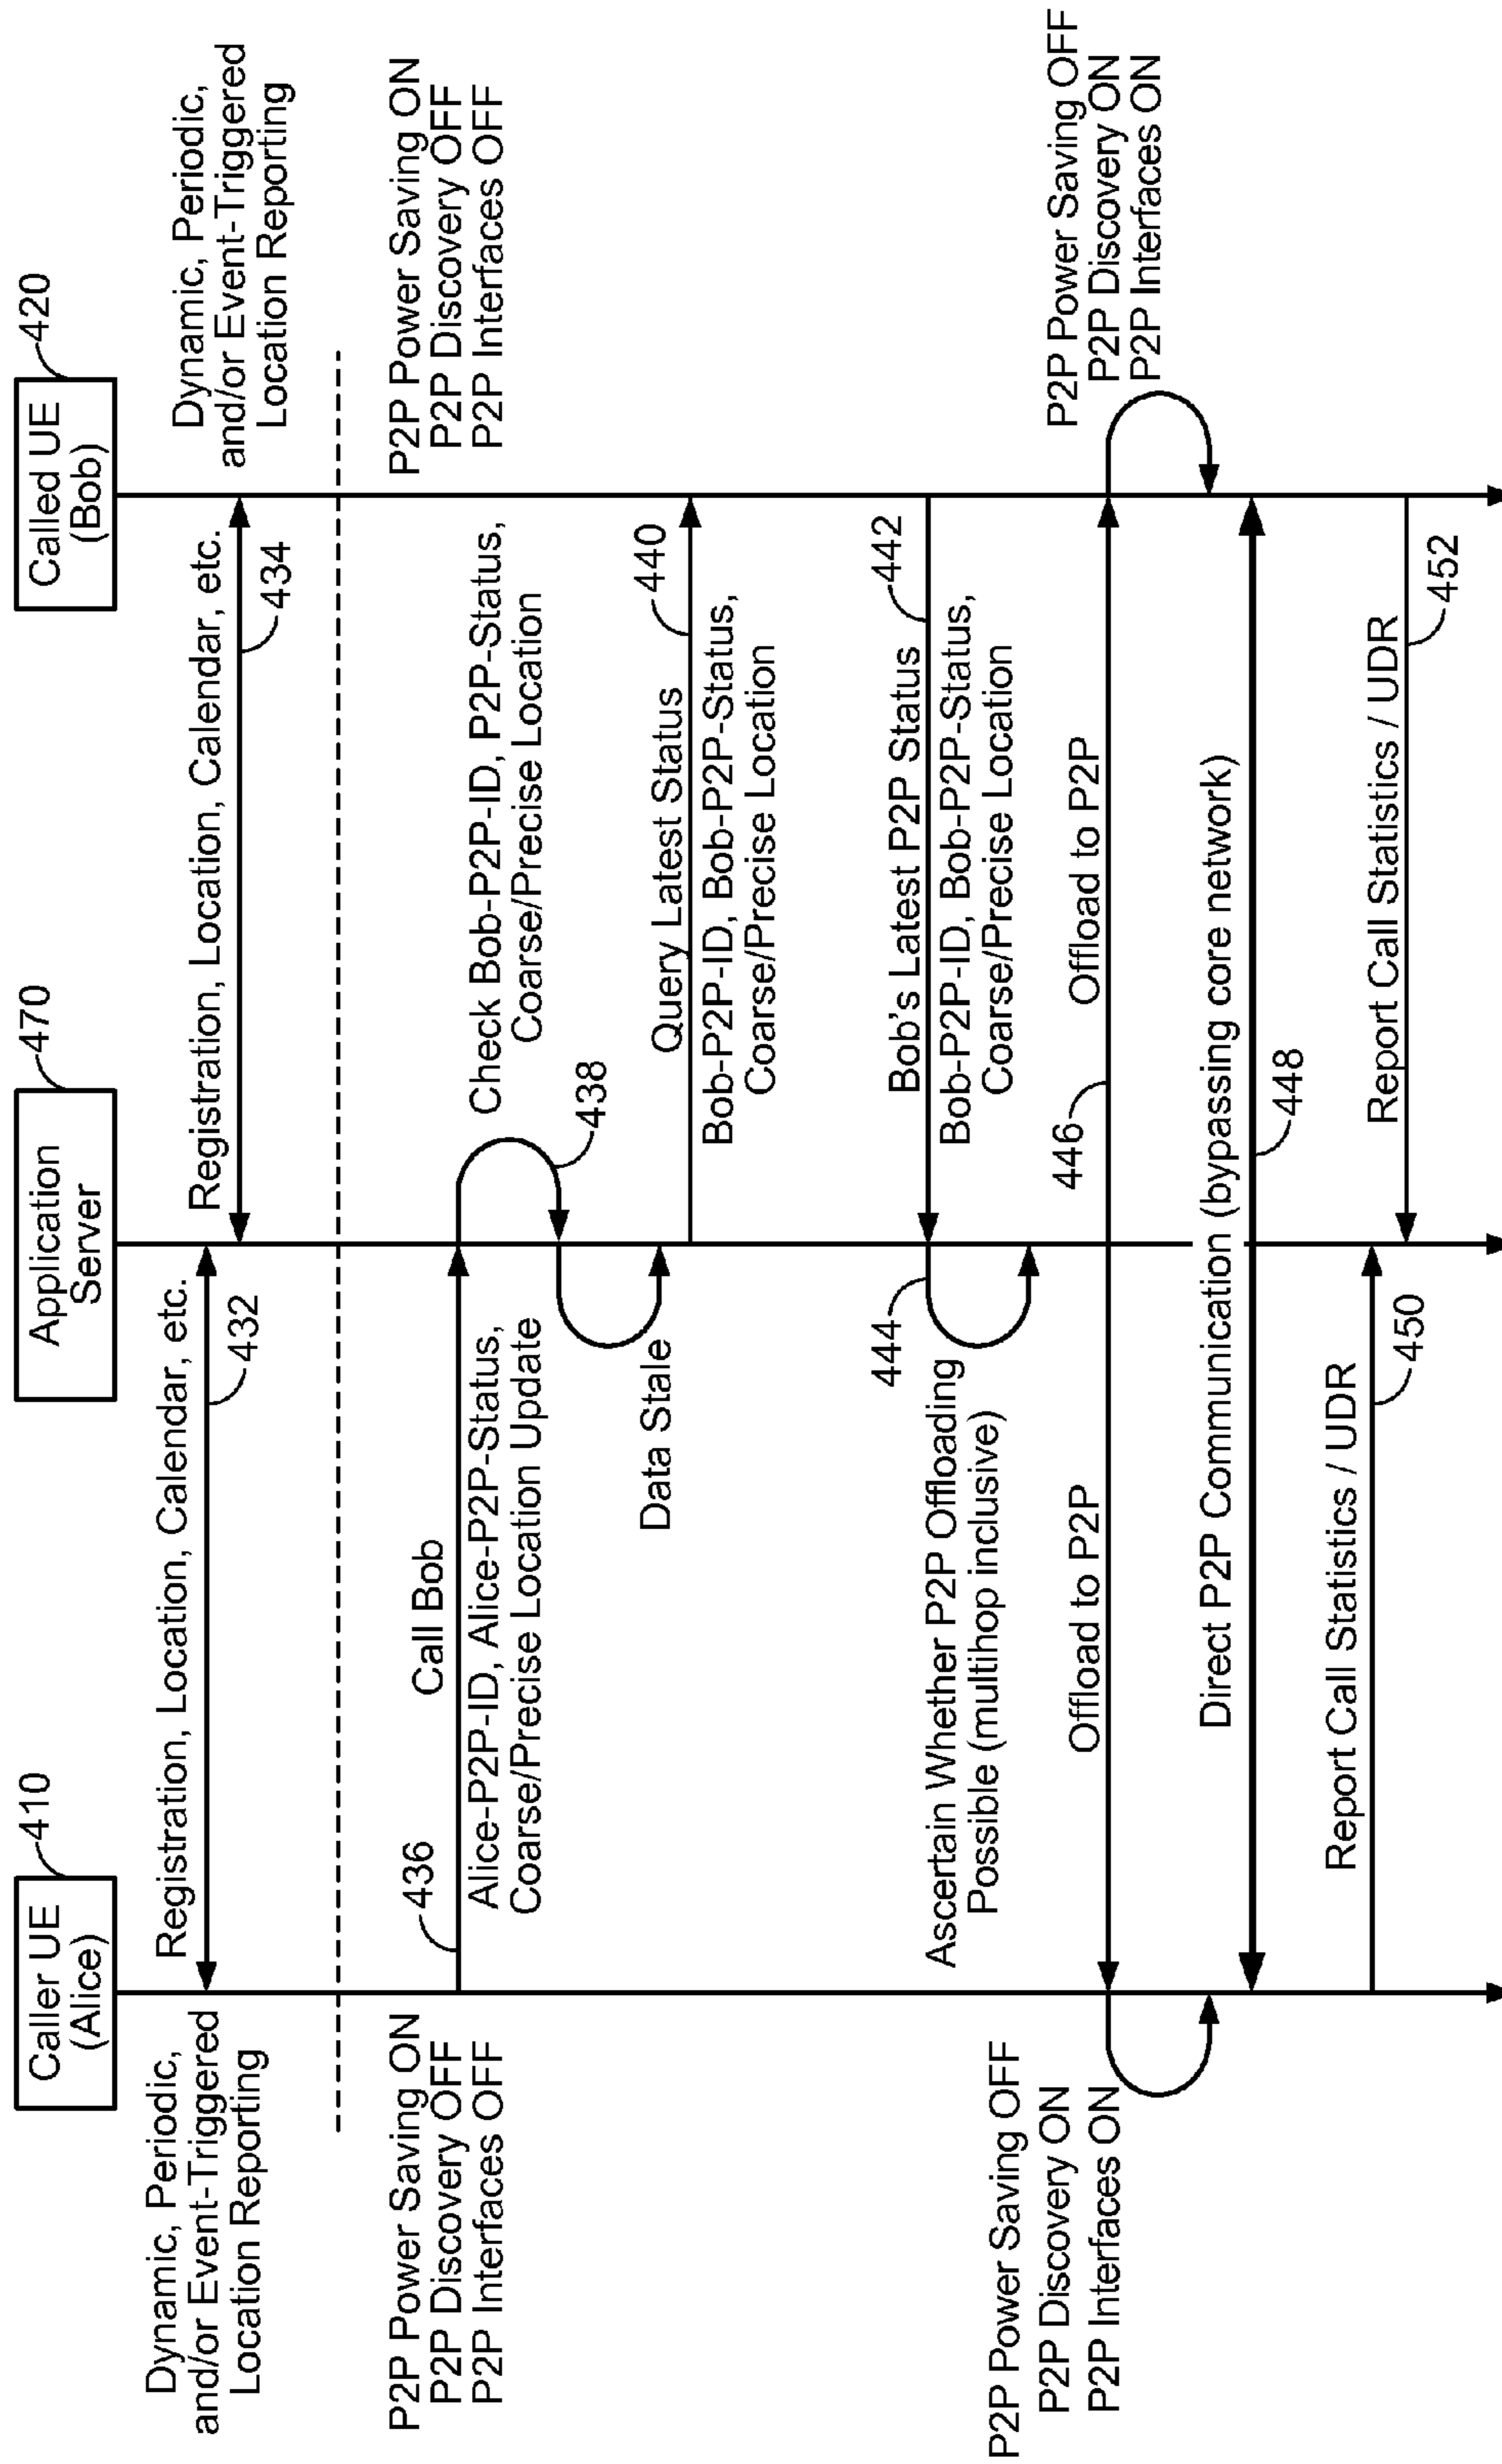 Caller UE
(Alice)
410
Application
Server
470
Called UE
(Bob)
420
Dynamic, Periodic,
and/or Event-Triggered
Location Reporting
Registration, Location, Calendar, etc.
432
Registration, Location, Calendar, etc.
434
Dynamic, Periodic,
and/or Event-Triggered
Location Reporting
P2P Power Saving ON
P2P Discovery OFF
P2P Interfaces OFF
436
Call Bob
Alice-P2P-ID, Alice-P2P-Status,
Coarse/Precise Location Update
Check Bob-P2P-ID, P2P-Status,
Coarse/Precise Location
438
P2P Power Saving ON
P2P Discovery OFF
P2P Interfaces OFF
Data Stale
Query Latest Status
440
Bob-P2P-ID, Bob-P2P-Status,
Coarse/Precise Location
Bob's Latest P2P Status
442
Bob-P2P-ID, Bob-P2P-Status,
Coarse/Precise Location
444
Ascertain Whether P2P Offloading
Possible (multihop inclusive)
P2P Power Saving OFF
P2P Discovery ON
P2P Interfaces ON
Offload to P2P
446
Offload to P2P
P2P Power Saving OFF
P2P Discovery ON
P2P Interfaces ON
Direct P2P Communication (bypassing core network)
448
Report Call Statistics / UDR
450
Report Call Statistics / UDR
452